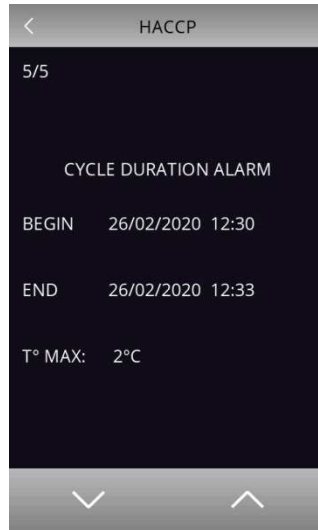 HACCP
5/5
CYCLE DURATION ALARM
BEGIN 26/02/2020 12:30
END 26/02/2020 12:33
T° MAX: 2°C